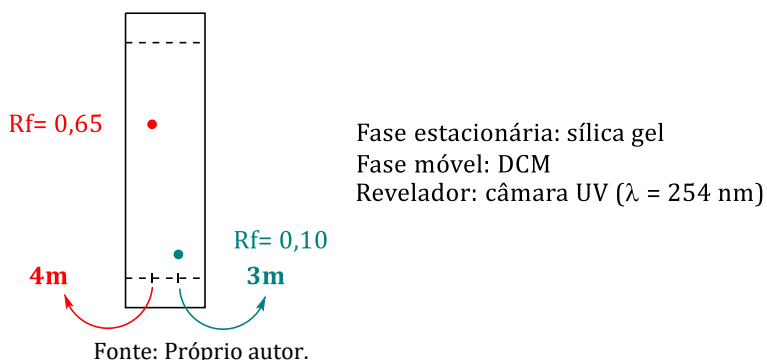 Rf= 0,65
Fase estacionária: sílica gel
Fase móvel: DCM
Revelador: câmara UV (λ = 254 nm)
Rf= 0,10
4m
3m
Fonte: Próprio autor.